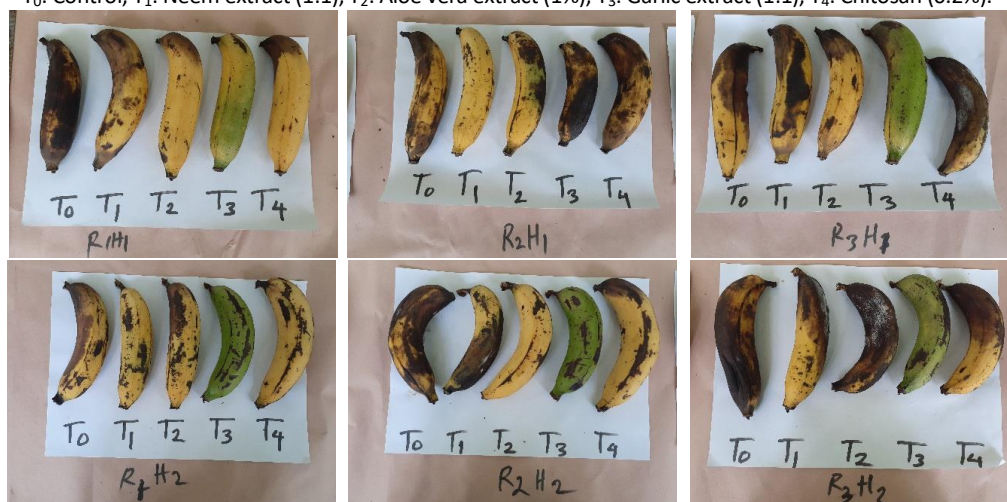 T₀: Control, T₁: Neem extract (1:1), T₂: Aloe vera extract (1%), T₃: Garlic extract (1:1), T₄: Chitosan (0.2%).
T₀ T₁ T₂ T₃ T₄
R1H1
T₀ T₁ T₂ T₃ T₄
R2H1
T₀ T₁ T₂ T₃ T₄
R3H1
T₀ T₁ T₂ T₃ T₄
H2
T₀ T₁ T₂ T₃ T₄
R2H2
T₀ T₁ T₂ T₃ T₄
H2